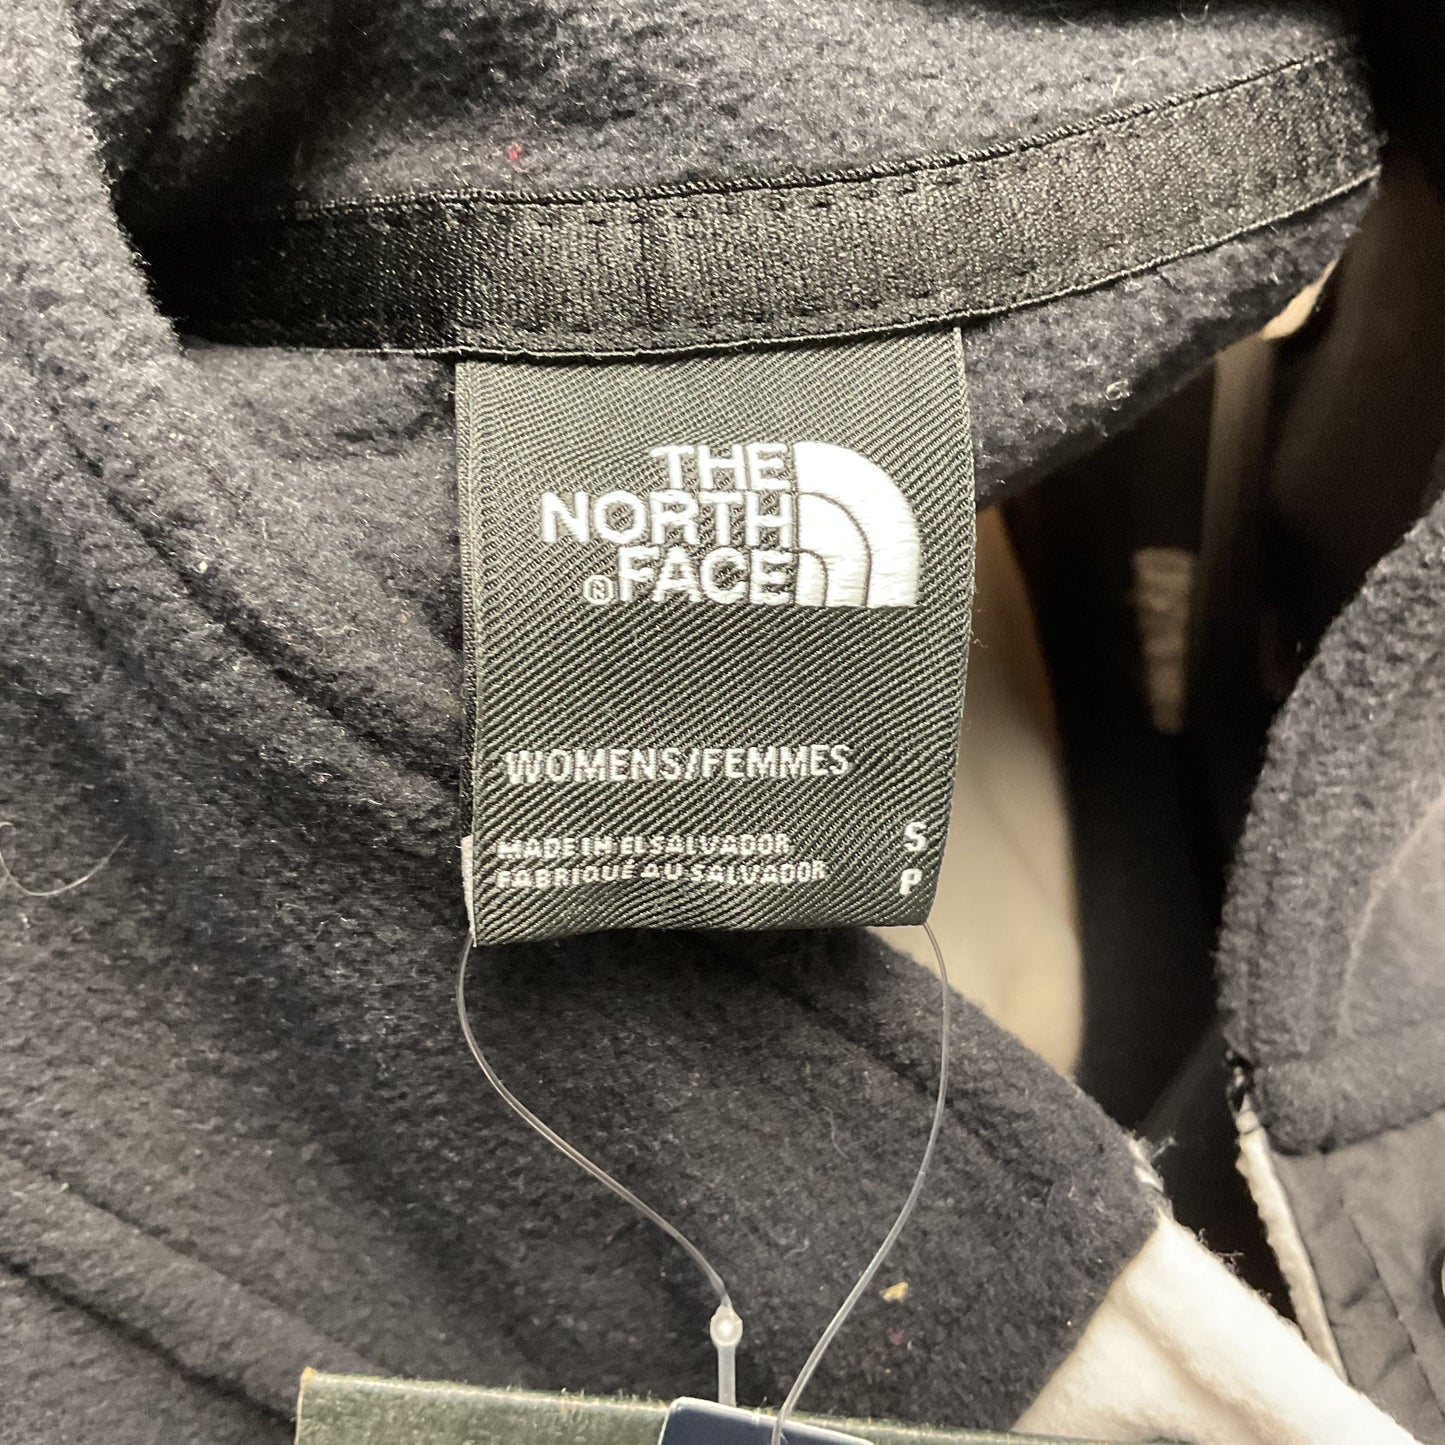 THE
NORTH
®FACE
WOMENS/FEMMES
MADE IN El SALVADOR
FABRIQUÉ AU SALVADOR
S
P